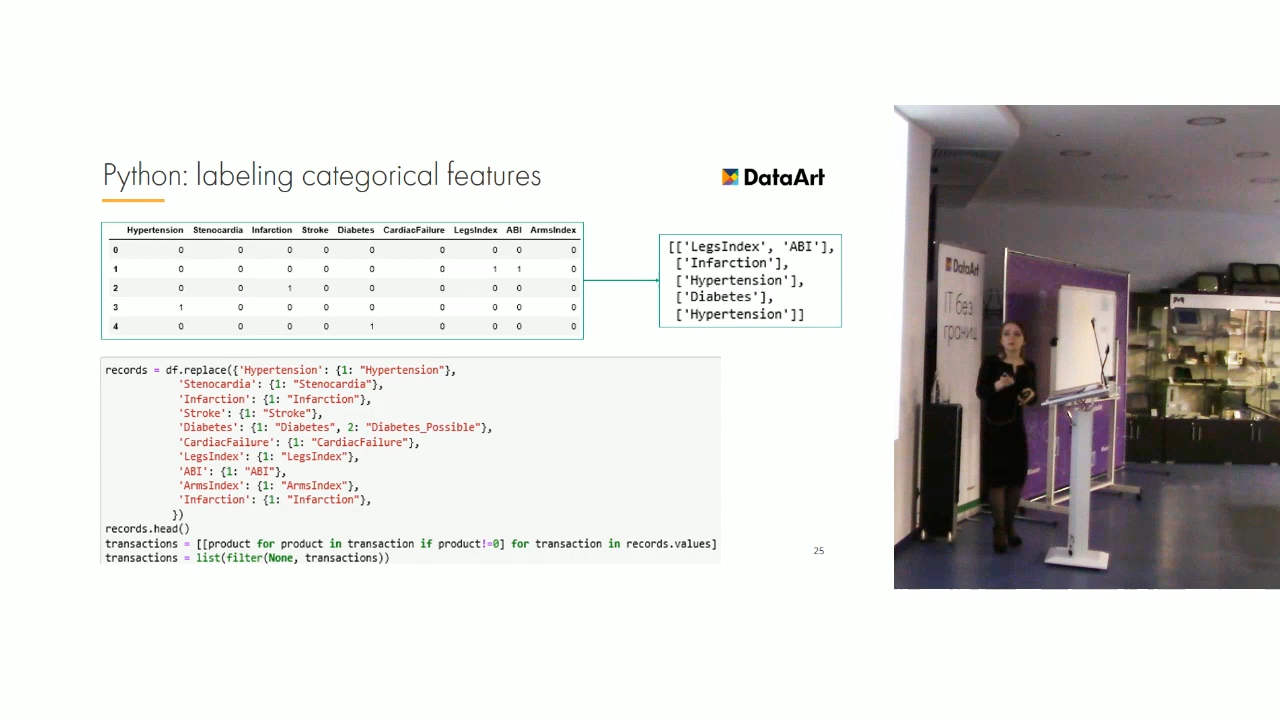 Python: labeling categorical features
DataArt
Hypertension Stenocardia Infarction Stroke Diabetes CardiacFailure LegsIndex ABI ArmsIndex
0 0 0 0 0 0 0 0 0 0
1 0 0 0 0 0 0 1 1 0
2 0 0 1 0 0 0 0 0 0
3 1 0 0 0 0 0 0 0 0
4 0 0 0 0 1 0 0 0 0
[['LegsIndex', 'ABI'],
['Infarction'],
['Hypertension'],
['Diabetes'],
['Hypertension']]
records = df.replace({'Hypertension': {1: "Hypertension"},
'Stenocardia': {1: "Stenocardia"},
'Infarction': {1: "Infarction"},
'Stroke': {1: "Stroke"},
'Diabetes': {1: "Diabetes", 2: "Diabetes_Possible"},
'CardiacFailure': {1: "CardiacFailure"},
'LegsIndex': {1: "LegsIndex"},
'ABI': {1: "ABI"},
'ArmsIndex': {1: "ArmsIndex"},
'Infarction': {1: "Infarction"},
})
records.head()
transactions = [[product for product in transaction if product!=0] for transaction in records.values]
transactions = list(filter(None, transactions))
25
DataArt
IT без
границ